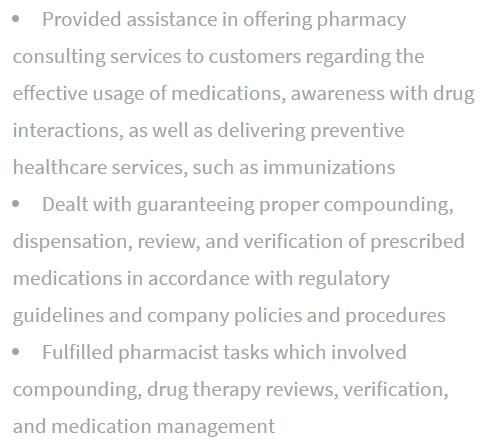 • Provided assistance in offering pharmacy
consulting services to customers regarding the
effective usage of medications, awareness with drug
interactions, as well as delivering preventive
healthcare services, such as immunizations
• Dealt with guaranteeing proper compounding,
dispensation, review, and verification of prescribed
medications in accordance with regulatory
guidelines and company policies and procedures
• Fulfilled pharmacist tasks which involved
compounding, drug therapy reviews, verification,
and medication management